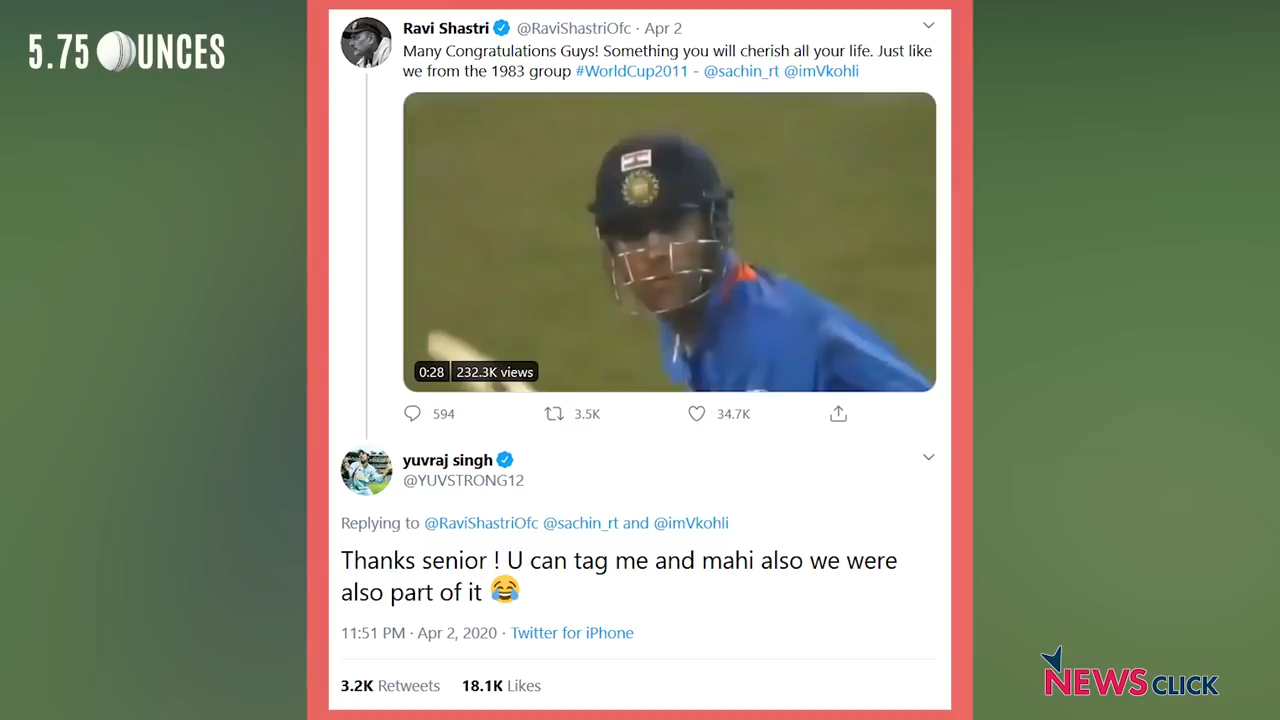 5.75 OUNCES
Ravi Shastri @RaviShastriOfc · Apr 2
Many Congratulations Guys! Something you will cherish all your life. Just like
we from the 1983 group #WorldCup2011 - @sachin_rt @imVkohli
0:28 232.3K views
594 3.5K 34.7K
yuvraj singh
@YUVSTRONG12
Replying to @RaviShastriOfc @sachin_rt and @imVkohli
Thanks senior ! U can tag me and mahi also we were
also part of it 😂
11:51 PM · Apr 2, 2020 · Twitter for iPhone
3.2K Retweets 18.1K Likes
NEWSCLICK